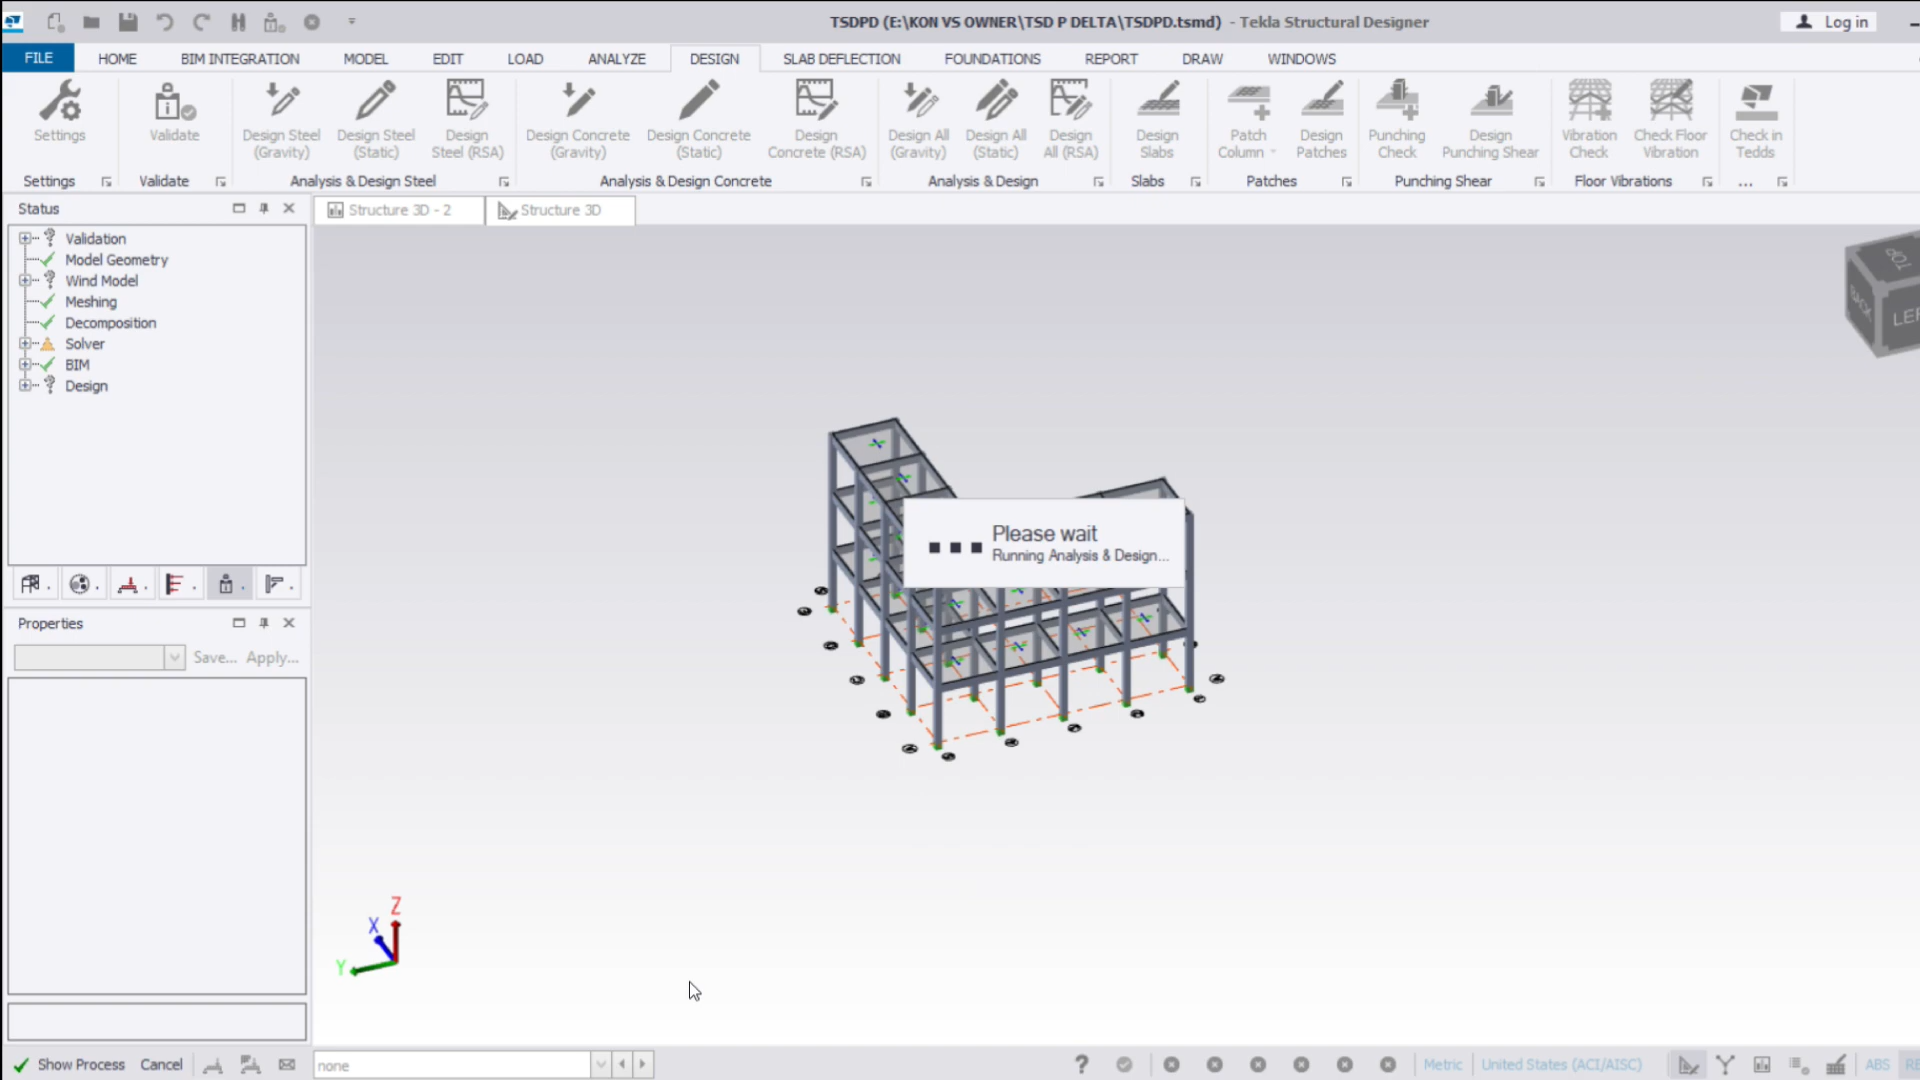 TSDPD (E:\KON VS OWNER\TSD P DELTA\TSDPD.tsmd) - Tekla Structural Designer
Log in
FILE
HOME
BIM INTEGRATION
MODEL
EDIT
LOAD
ANALYZE
DESIGN
SLAB DEFLECTION
FOUNDATIONS
REPORT
DRAW
WINDOWS
Settings
Validate
Design Steel
(Gravity)
Design Steel
(Static)
Design
Steel (RSA)
Design Concrete
(Gravity)
Design Concrete
(Static)
Design
Concrete (RSA)
Design All
(Gravity)
Design All
(Static)
Design
All (RSA)
Design
Slabs
Patch
Column
Design
Patches
Punching
Check
Design
Punching Shear
Vibration
Check
Check Floor
Vibration
Check in
Tedds
Settings
Validate
Analysis & Design Steel
Analysis & Design Concrete
Analysis & Design
Slabs
Patches
Punching Shear
Floor Vibrations
...
Status
Structure 3D - 2
Structure 3D
Validation
Model Geometry
Wind Model
Meshing
Decomposition
Solver
BIM
Design
TOP
BACK
LEF
Please wait
Running Analysis & Design...
Properties
Save...
Apply...
Z
X
Y
Show Process
Cancel
none
Metric
United States (ACI/AISC)
ABS
RE